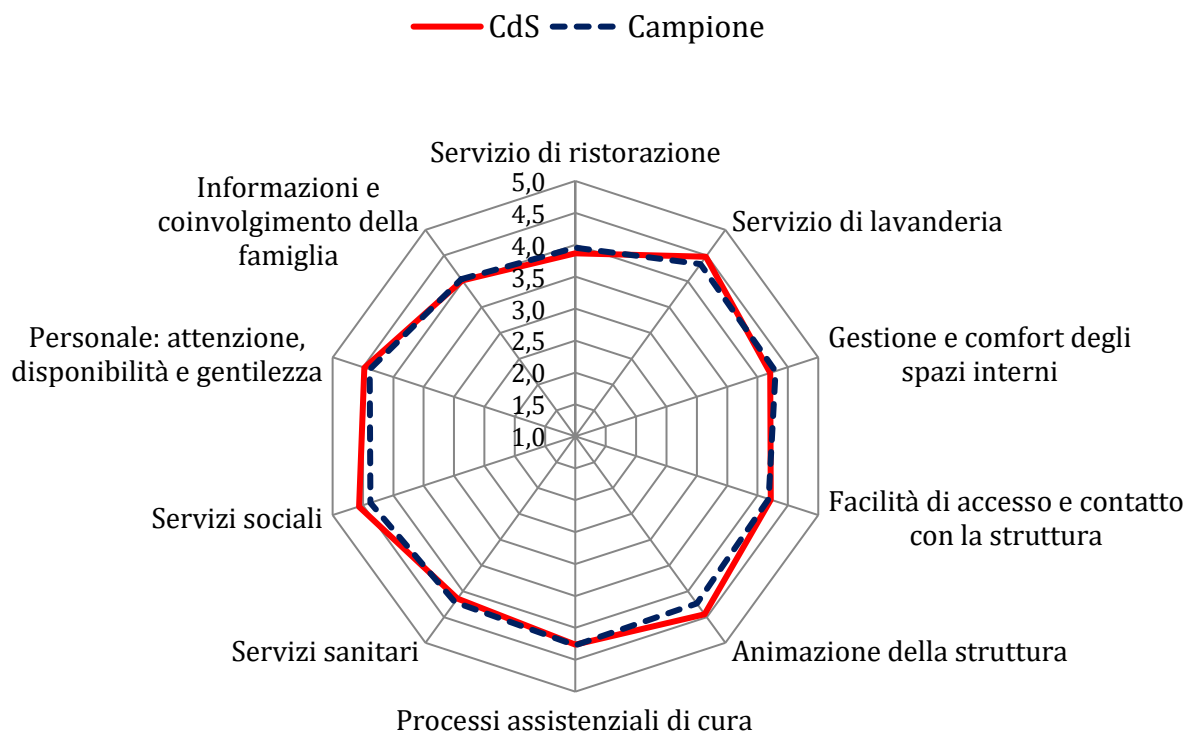 CdS Campione
Servizio di ristorazione
Informazioni e
coinvolgimento della
famiglia
Servizio di lavanderia
5,0
4,5
4,0
3,5
3,0
2,5
2,0
1,5
1,0
Personale: attenzione,
disponibilità e gentilezza
Gestione e comfort degli
spazi interni
Servizi sociali
Facilità di accesso e contatto
con la struttura
Servizi sanitari
Animazione della struttura
Processi assistenziali di cura